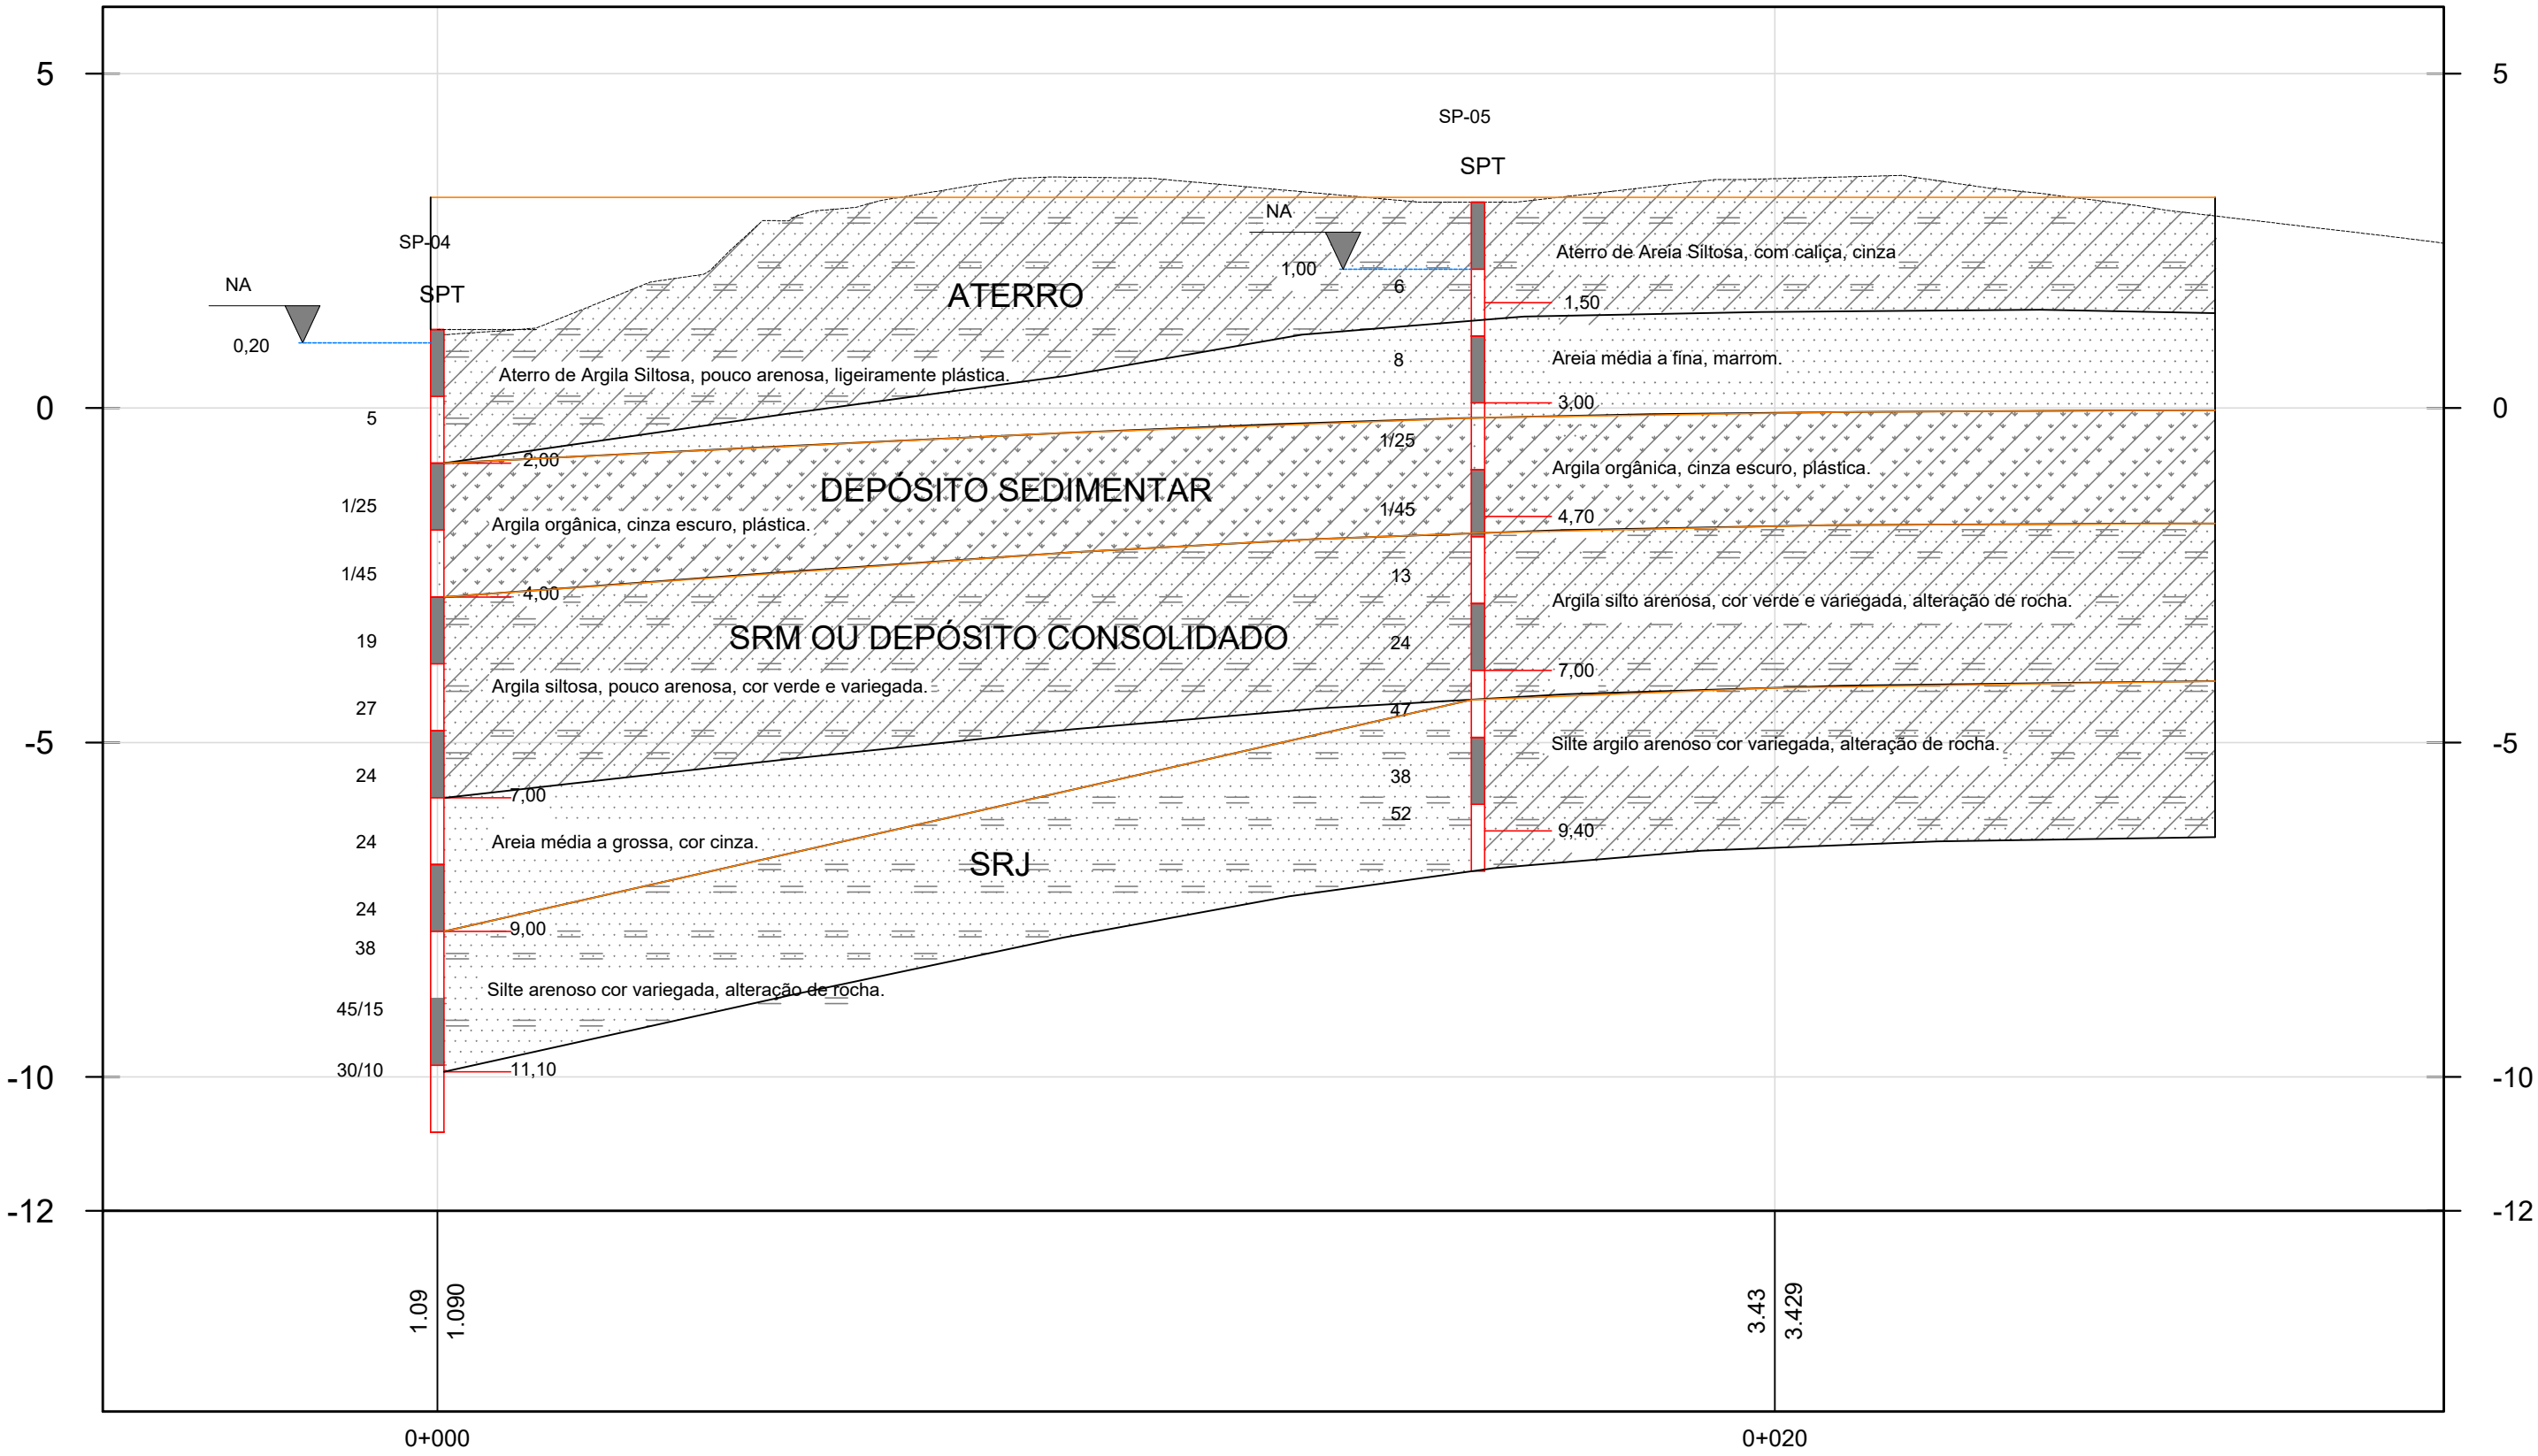 5
5
SP-05
SPT
NA
1,00
SP-04
SPT
NA
0,20
Aterro de Areia Siltosa, com caliça, cinza
ATERRO
6
1,50
8
Areia média a fina, marrom.
Aterro de Argila Siltosa, pouco arenosa, ligeiramente plástica.
0
0
5
3,00
2,00
1/25
Argila orgânica, cinza escuro, plástica.
DEPÓSITO SEDIMENTAR
1/25
1/45
4,70
Argila orgânica, cinza escuro, plástica.
1/45
13
4,00
Argila silto arenosa, cor verde e variegada, alteração de rocha.
19
SRM OU DEPÓSITO CONSOLIDADO
24
7,00
Argila siltosa, pouco arenosa, cor verde e variegada.
27
47
-5
-5
Silte argilo arenoso cor variegada, alteração de rocha.
24
38
7,00
52
9,40
24
Areia média a grossa, cor cinza.
SRJ
24
9,00
38
Silte arenoso cor variegada, alteração de rocha.
45/15
30/10
11,10
-10
-10
-12
-12
1.09
1.090
3.43
3.429
0+000
0+020